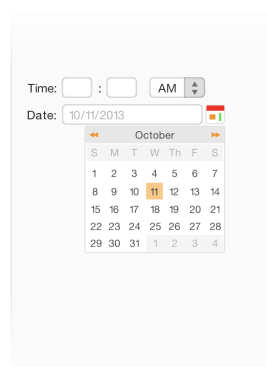 Time: : AM
Date: 10/11/2013
October
S M T W Th F S
1 2 3 4 5 6 7
8 9 10 11 12 13 14
15 16 17 18 19 20 21
22 23 24 25 26 27 28
29 30 31 1 2 3 4